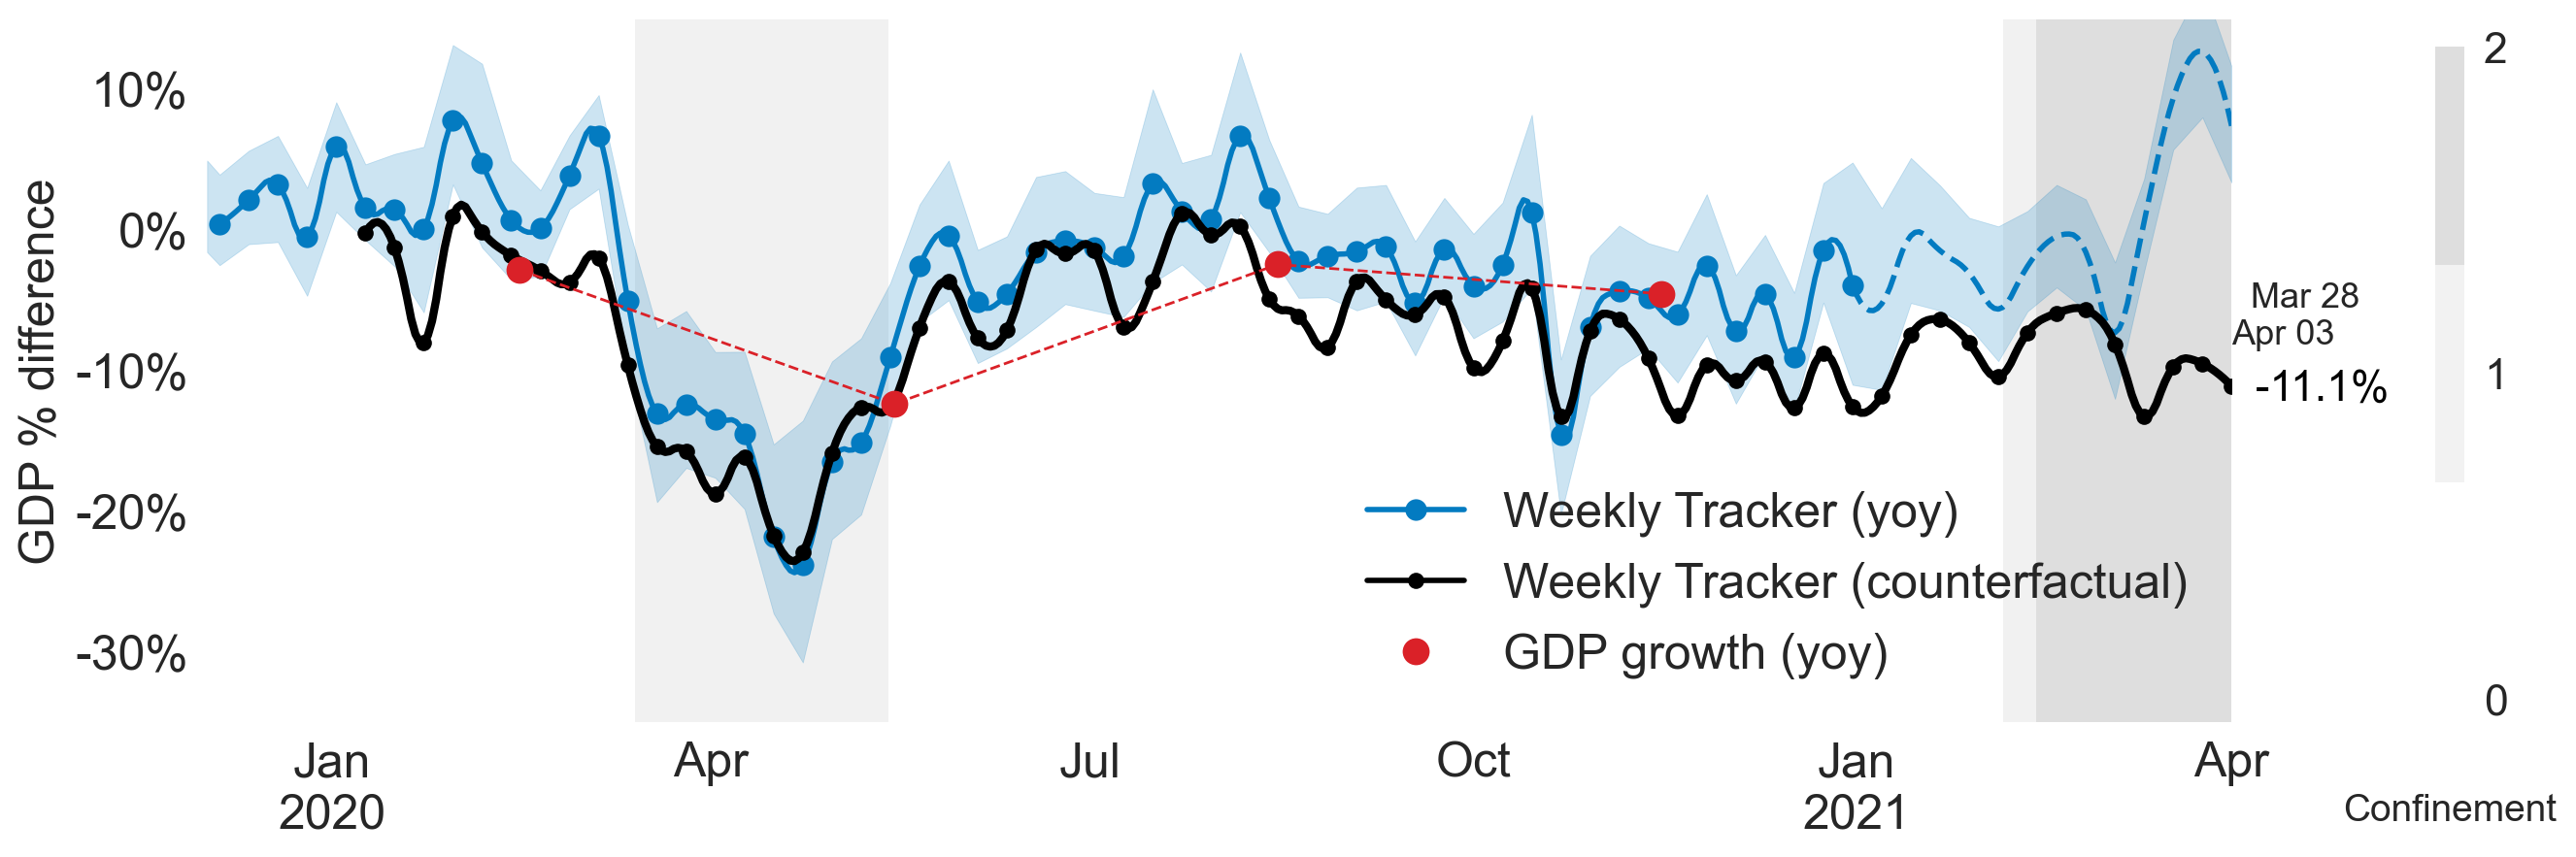 GDP % difference
10%
0%
-10%
-20%
-30%
Weekly Tracker (yoy)
Weekly Tracker (counterfactual)
GDP growth (yoy)
Mar 28
Apr 03
-11.1%
2
1
0
Confinement
Jan
2020
Apr
Jul
Oct
Jan
2021
Apr